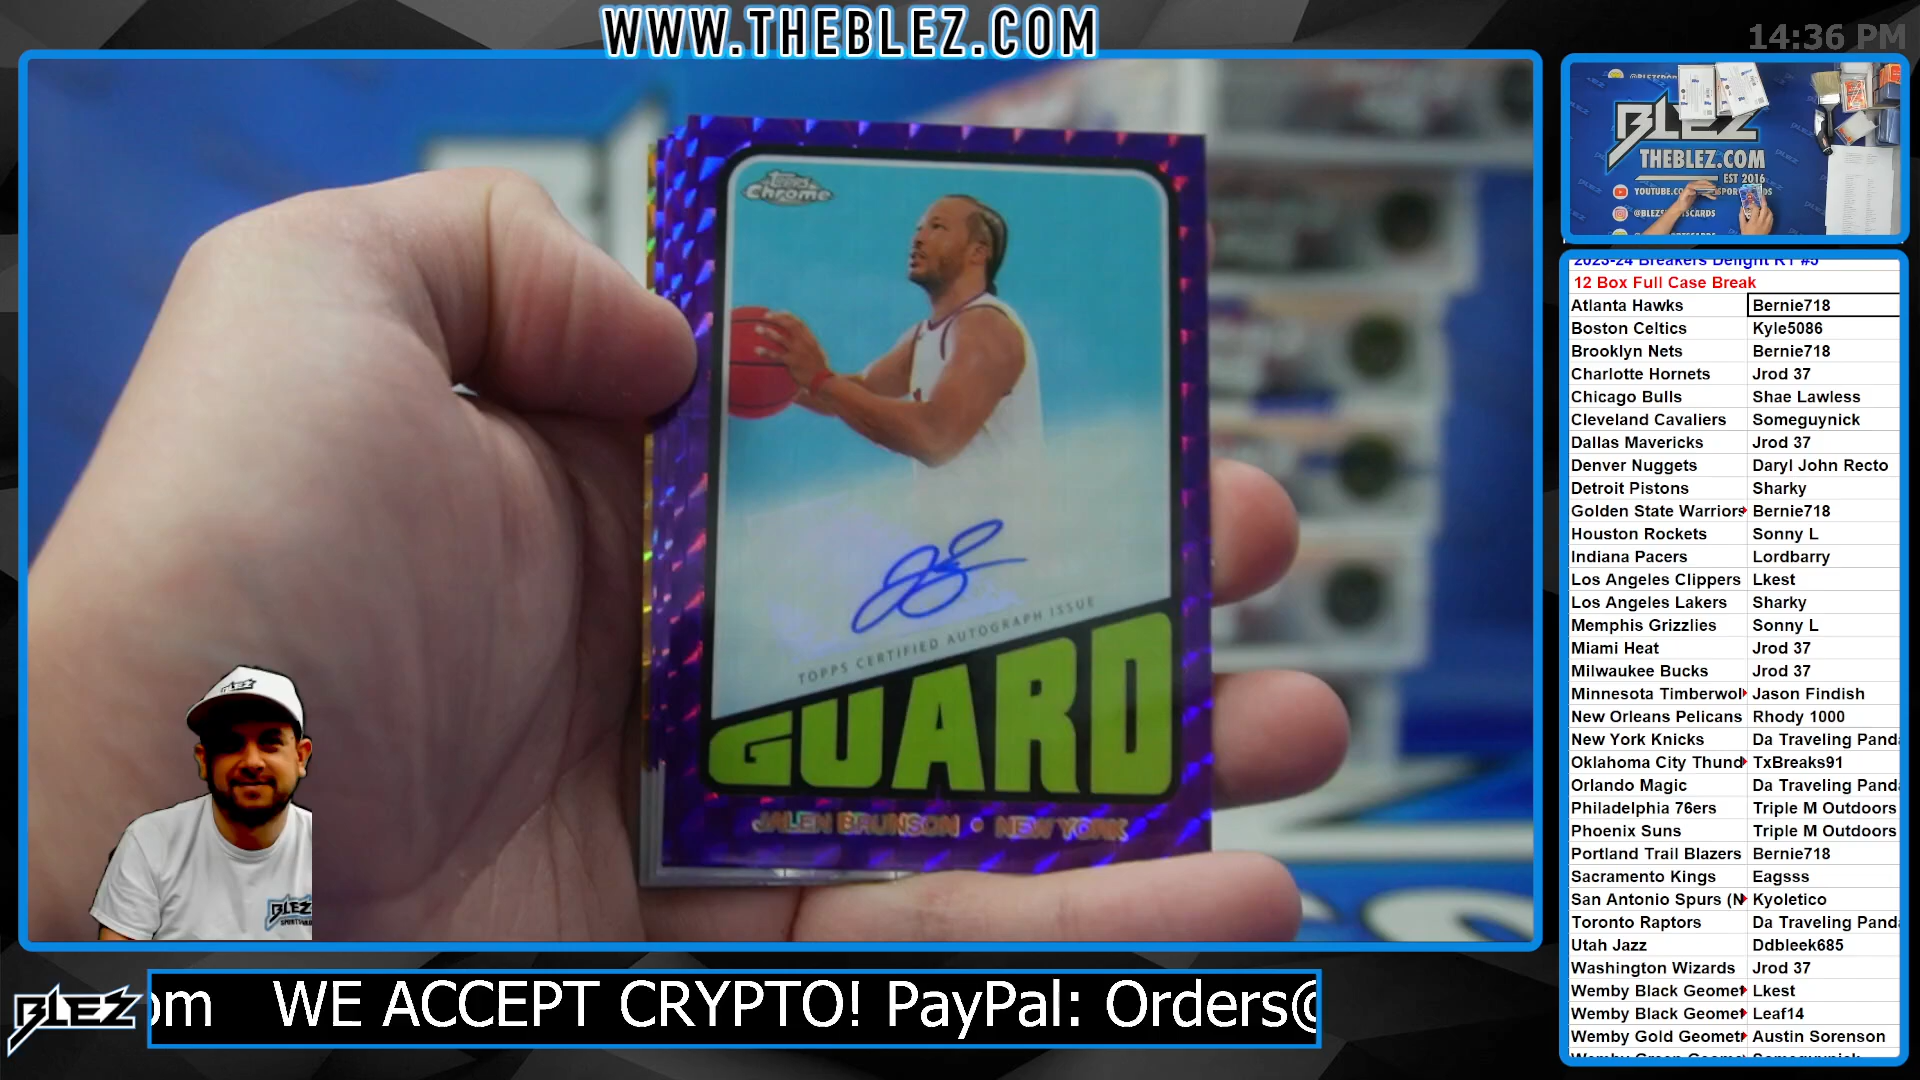 WWW.THEBLEZ.COM
14:36 PM
Topps
Chrome
TOPPS CERTIFIED AUTOGRAPH ISSUE
GUARD
JALEN BRUNSON • NEW YORK
BLEZ
THEBLEZ.COM
EST 2016
@BLEZ
2023-24 Breakers Delight RT #5
12 Box Full Case Break
Atlanta Hawks Bernie718
Boston Celtics Kyle5086
Brooklyn Nets Bernie718
Charlotte Hornets Jrod 37
Chicago Bulls Shae Lawless
Cleveland Cavaliers Someguynick
Dallas Mavericks Jrod 37
Denver Nuggets Daryl John Recto
Detroit Pistons Sharky
Golden State Warriors Bernie718
Houston Rockets Sonny L
Indiana Pacers Lordbarry
Los Angeles Clippers Lkest
Los Angeles Lakers Sharky
Memphis Grizzlies Sonny L
Miami Heat Jrod 37
Milwaukee Bucks Jrod 37
Minnesota Timberwol Jason Findish
New Orleans Pelicans Rhody 1000
New York Knicks Da Traveling Panda
Oklahoma City Thund TxBreaks91
Orlando Magic Da Traveling Panda
Philadelphia 76ers Triple M Outdoors
Phoenix Suns Triple M Outdoors
Portland Trail Blazers Bernie718
Sacramento Kings Eagsss
San Antonio Spurs (N Kyoletico
Toronto Raptors Da Traveling Panda
Utah Jazz Ddbleek685
Washington Wizards Jrod 37
Wemby Black Geomet Lkest
Wemby Black Geomet Leaf14
Wemby Gold Geomet Austin Sorenson
Wemby Green Geomet Someguynick
BLEZ
BLEZ
om WE ACCEPT CRYPTO! PayPal: Orders@